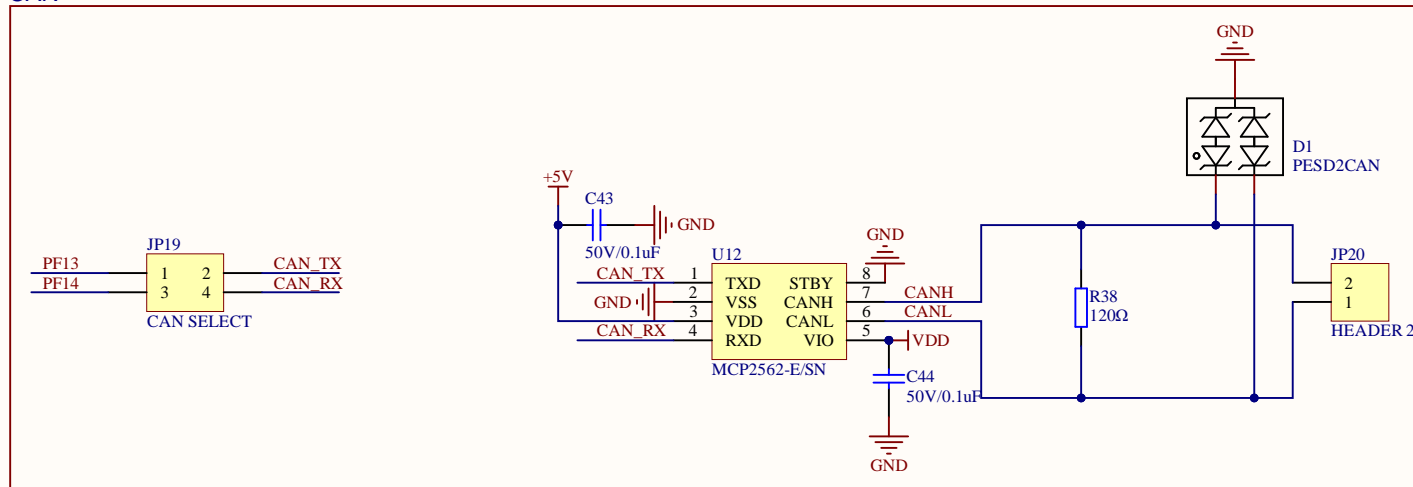 GND
D1
PESD2CAN
+5V
C43
GND
50V/0.1uF
JP19
PF13 1 2 CAN_TX
PF14 3 4 CAN_RX
CAN SELECT
U12
GND
CAN_TX 1 TXD STBY 8
GND 2 VSS CANH 7 CANH
3 VDD CANL 6 CANL
CAN_RX 4 RXD VIO 5 VDD
MCP2562-E/SN
C44
50V/0.1uF
GND
R38
120Ω
JP20
2
1
HEADER 2